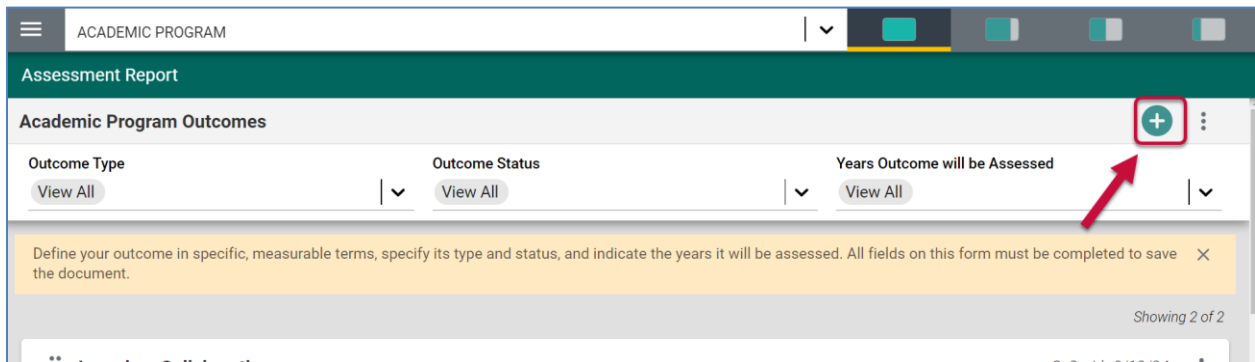 ACADEMIC PROGRAM
Assessment Report
Academic Program Outcomes
Outcome Type
Outcome Status
Years Outcome will be Assessed
View All
View All
View All
Define your outcome in specific, measurable terms, specify its type and status, and indicate the years it will be assessed. All fields on this form must be completed to save
the document.
Showing 2 of 2